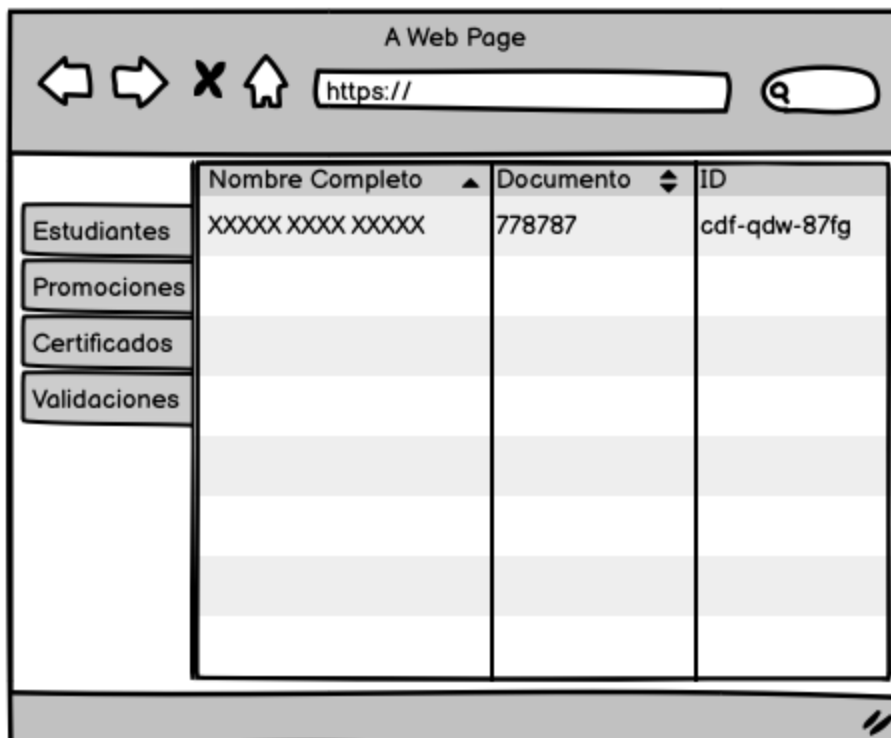 A Web Page
https://
Nombre Completo Documento ID
Estudiantes XXXXX XXXX XXXXX 778787 cdf-qdw-87fg
Promociones
Certificados
Validaciones